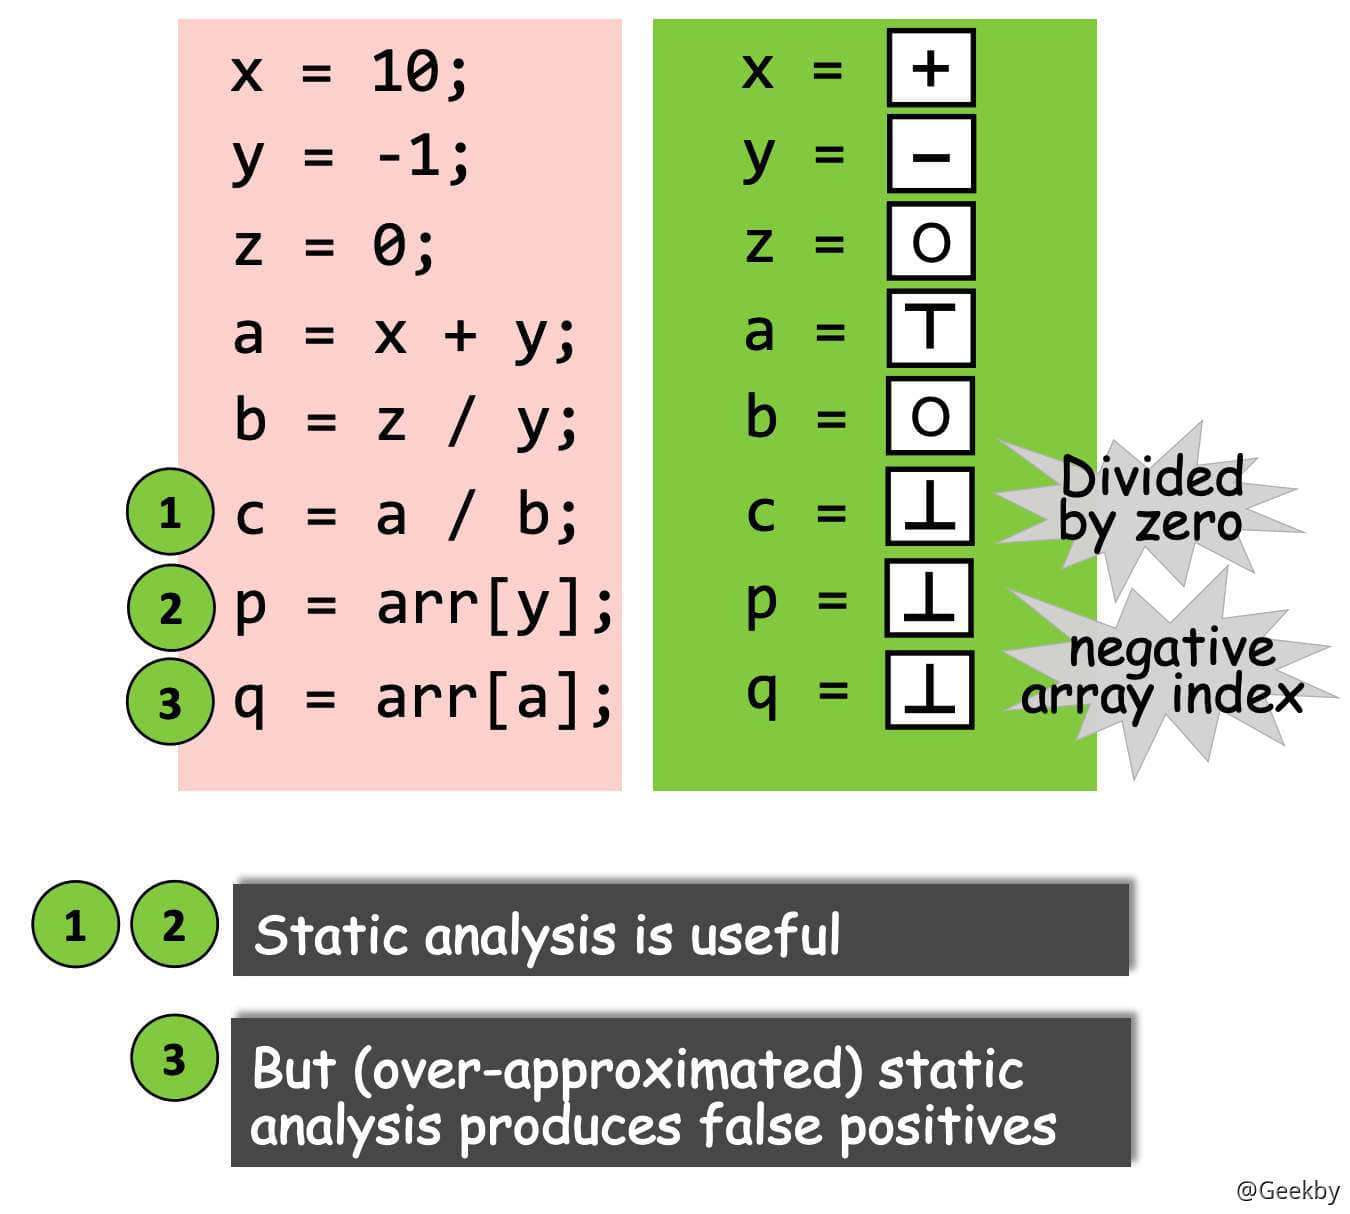 x = 10;
y = -1;
z = 0;
a = x + y;
b = z / y;
1 c = a / b;
2 p = arr[y];
3 q = arr[a];
x = +
y = −
z = O
a = ⊤
b = O
c = ⊥
p = ⊥
q = ⊥
Divided
by zero
negative
array index
1 2 Static analysis is useful
3 But (over-approximated) static
analysis produces false positives
@Geekby